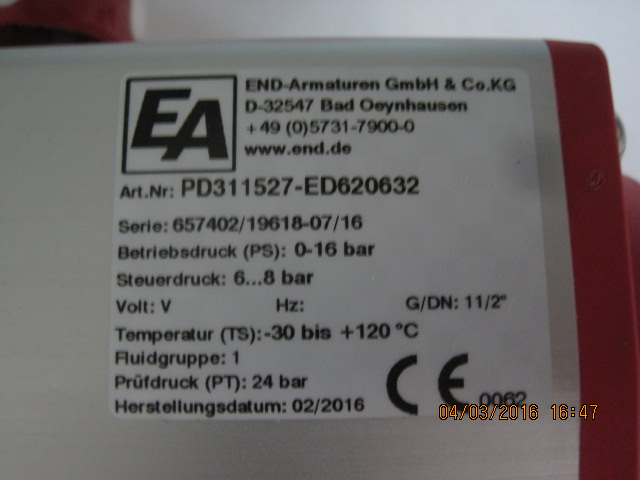 EA
END-Armaturen GmbH & Co.KG
D-32547 Bad Oeynhausen
+49 (0)5731-7900-0
www.end.de
Art.Nr: PD311527-ED620632
Serie: 657402/19618-07/16
Betriebsdruck (PS): 0-16 bar
Steuerdruck: 6...8 bar
Volt: V Hz: G/DN: 11/2"
Temperatur (TS):-30 bis +120 °C
Fluidgruppe: 1
Prüfdruck (PT): 24 bar
Herstellungsdatum: 02/2016
CE 0062
04/03/2016 16:47